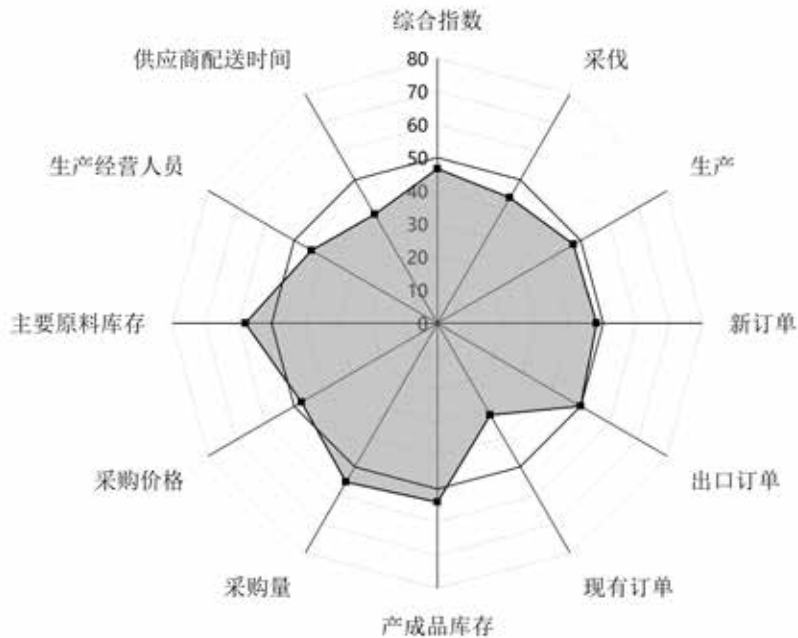 综合指数
供应商配送时间
采伐
80
70
60
50
40
30
20
10
0
生产经营人员
生产
主要原料库存
新订单
采购价格
出口订单
采购量
现有订单
产成品库存